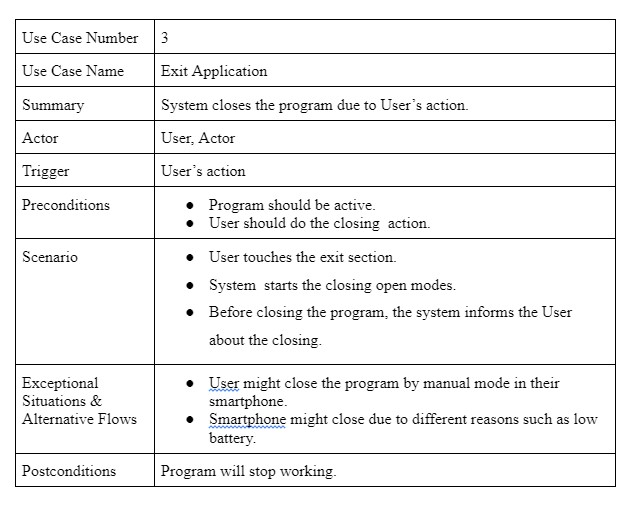 Use Case Number 3
Use Case Name Exit Application
Summary System closes the program due to User's action.
Actor User, Actor
Trigger User's action
Preconditions ● Program should be active.
● User should do the closing action.
Scenario ● User touches the exit section.
● System starts the closing open modes.
● Before closing the program, the system informs the User
about the closing.
Exceptional ● User might close the program by manual mode in their
Situations & smartphone.
Alternative Flows ● Smartphone might close due to different reasons such as low
battery.
Postconditions Program will stop working.